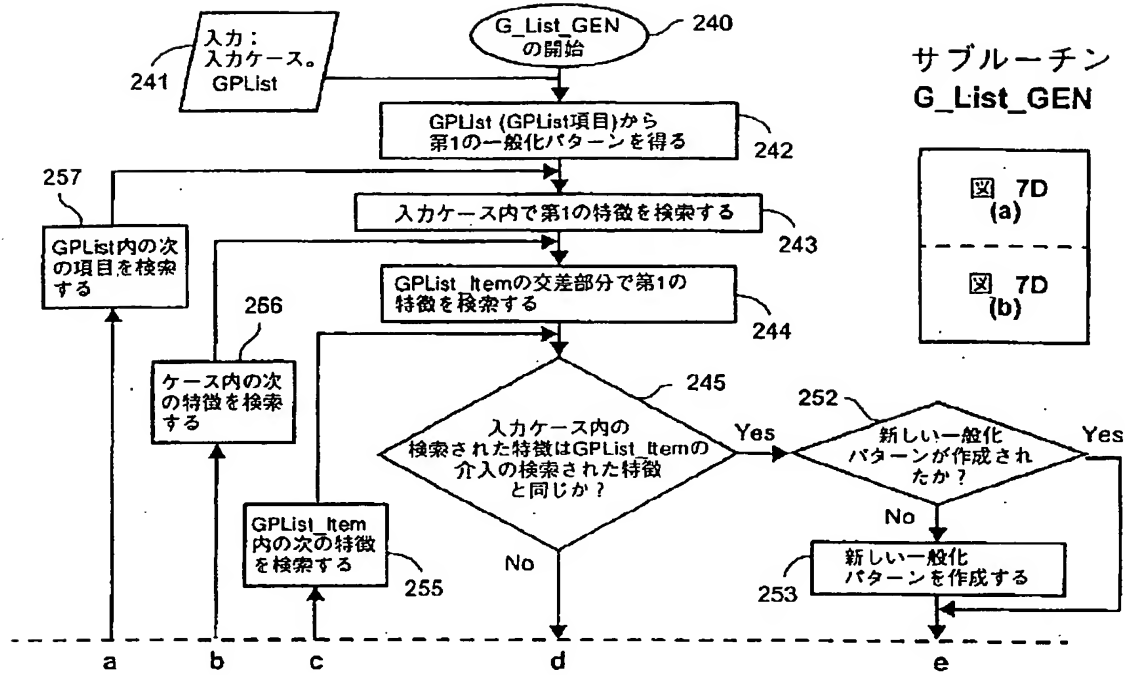 G_List_GEN
の開始
240
入力：
入力ケース。
GPList
241
サブルーチン
G_List_GEN
GPList (GPList項目)から
第1の一般化パターンを得る
242
図 7D
(a)
図 7D
(b)
257
入力ケース内で第1の特徴を検索する
243
GPList内の次
の項目を検索
する
GPList_Itemの交差部分で第1の
特徴を検索する
244
256
ケース内の次
の特徴を検索
する
245
入力ケース内の
検索された特徴はGPList_Itemの
介入の検索された特徴
と同じか？
Yes
No
252
新しい一般化
パターンが作成され
たか？
Yes
No
GPList_Item
内の次の特徴
を検索する
255
新しい一般化
パターンを作成する
253
a b c d e